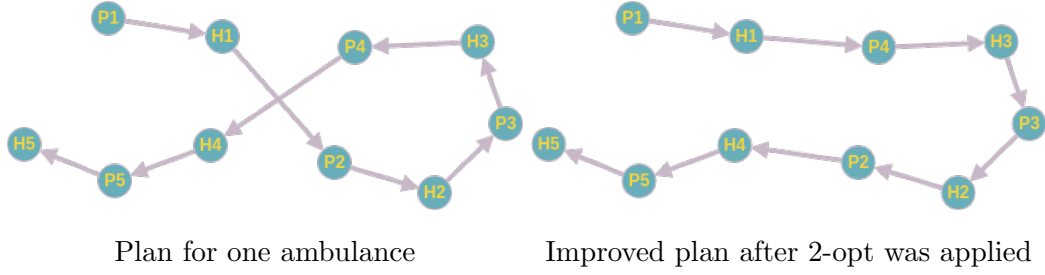 P1 H1 P4 H3
H5 H4 P2 P3
P5 H2
P1 H1 P4 H3
H5 H4 P2 P3
P5 H2
Plan for one ambulance
Improved plan after 2-opt was applied